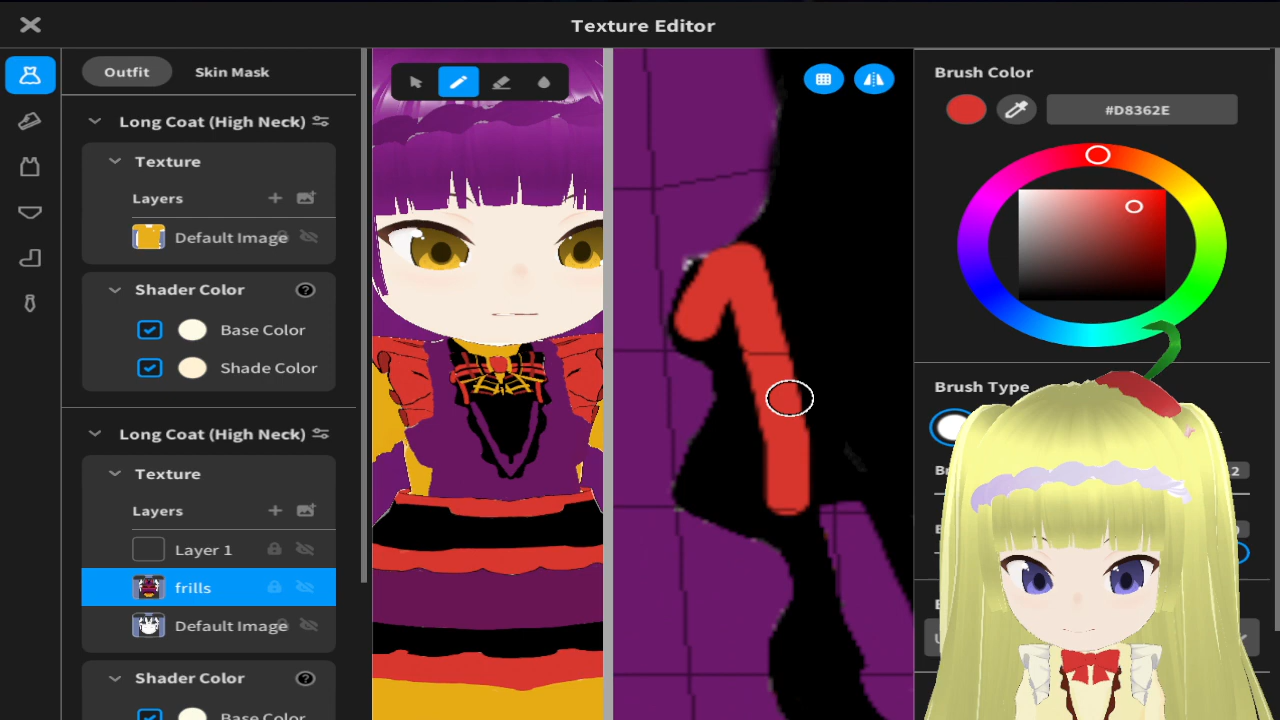 Texture Editor
Outfit
Skin Mask
Long Coat (High Neck)
Texture
Layers
Default Image
Shader Color
Base Color
Shade Color
Long Coat (High Neck)
Texture
Layers
Layer 1
frills
Default Image
Shader Color
Base Color
Brush Color
#D8362E
Brush Type